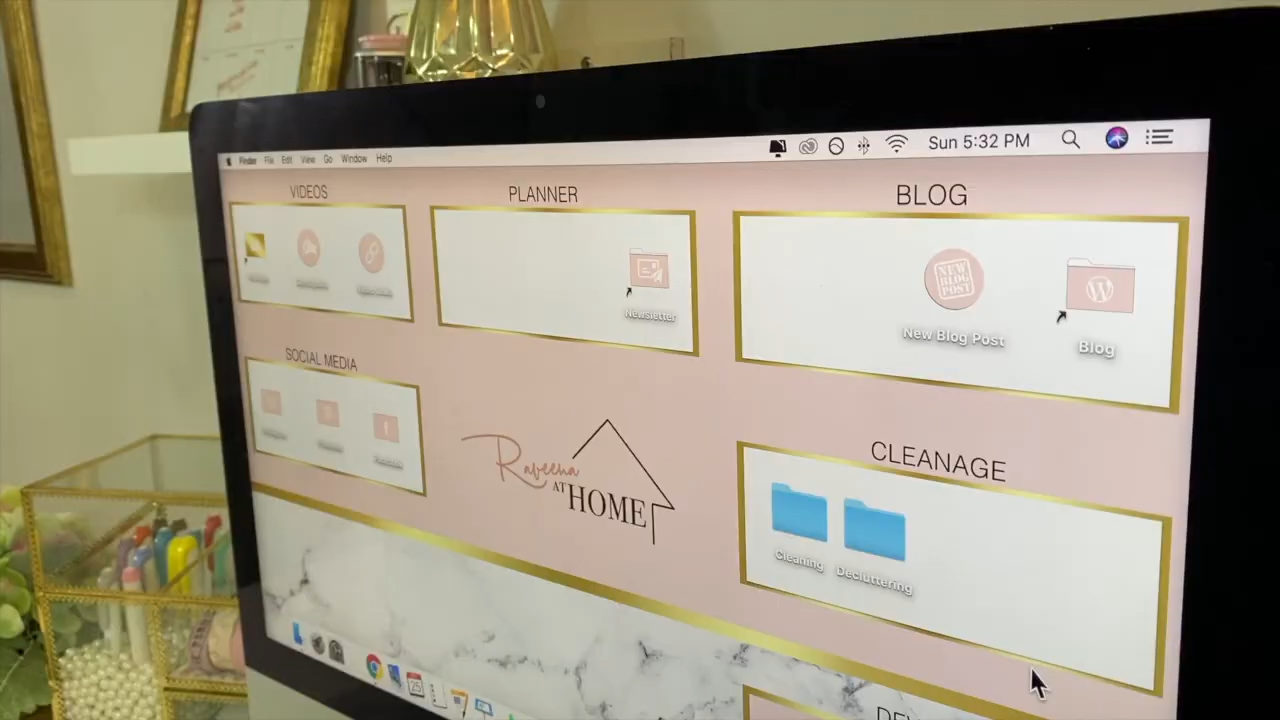 Finder File Edit View Go Window Help
Sun 5:32 PM
VIDEOS
PLANNER
Newsletter
BLOG
NEW BLOG POST
New Blog Post
Blog
SOCIAL MEDIA
Raveena
AT HOME
CLEANAGE
Cleaning
Decluttering
25